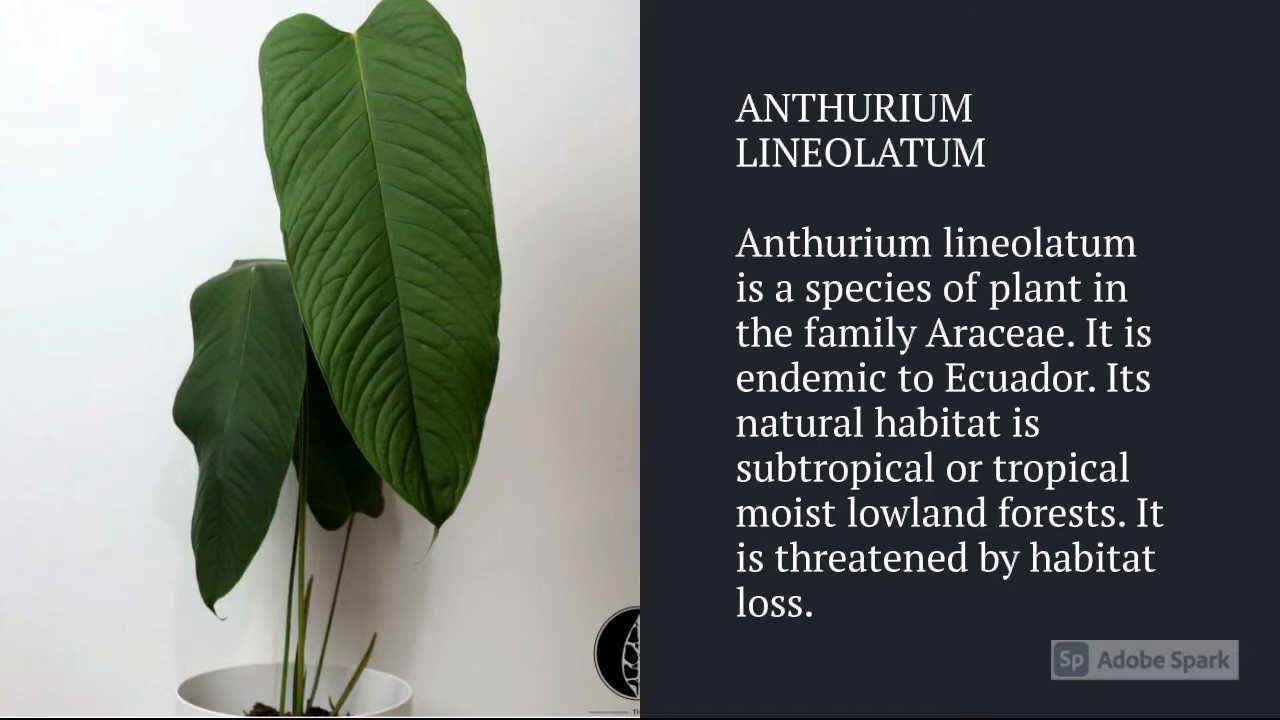 ANTHURIUM
LINEOLATUM
Anthurium lineolatum
is a species of plant in
the family Araceae. It is
endemic to Ecuador. Its
natural habitat is
subtropical or tropical
moist lowland forests. It
is threatened by habitat
loss.
Sp Adobe Spark